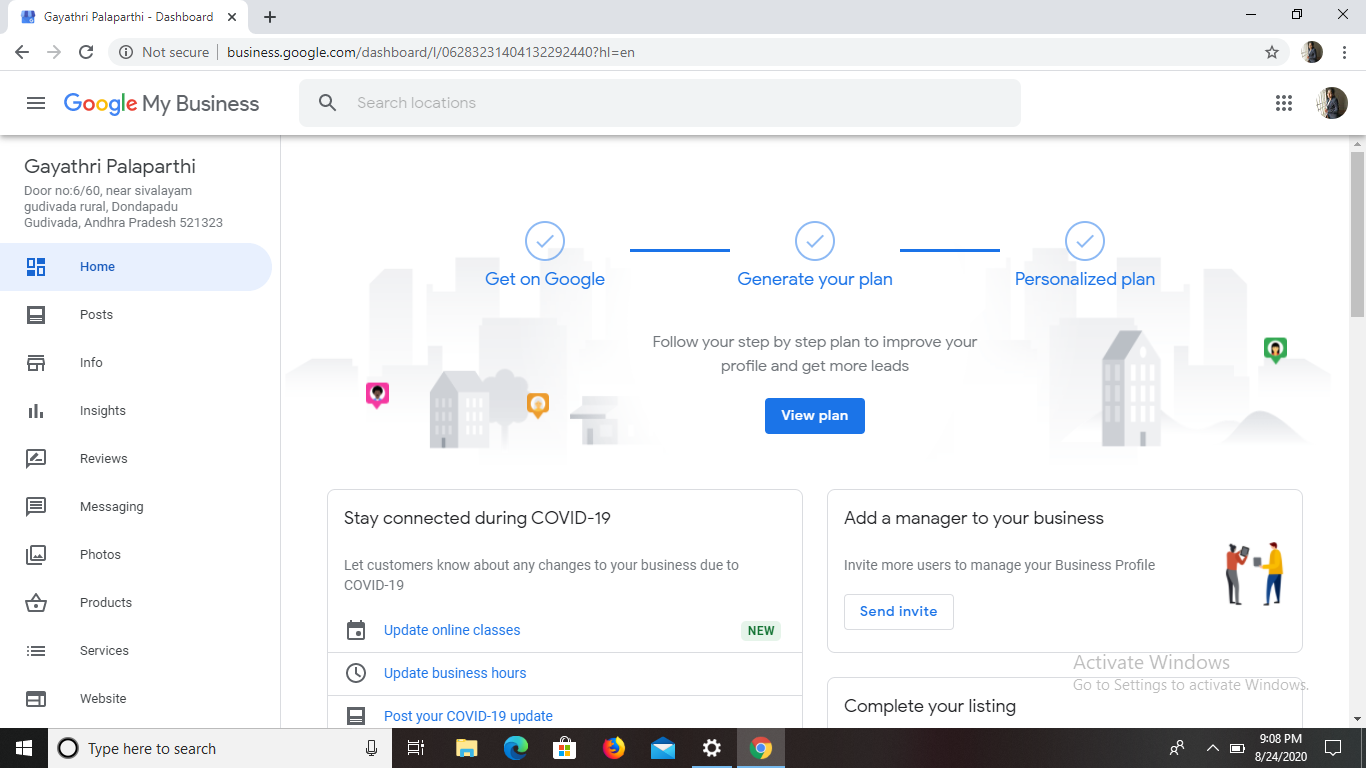 Gayathri Palaparthi - Dashboard
Not secure
business.google.com/dashboard/l/06283231404132292440?hl=en
Google My Business
Search locations
Gayathri Palaparthi
Door no:6/60, near sivalayam
gudivada rural, Dondapadu
Gudivada, Andhra Pradesh 521323
Home
Posts
Info
Insights
Reviews
Messaging
Photos
Products
Services
Website
Get on Google
Generate your plan
Personalized plan
Follow your step by step plan to improve your
profile and get more leads
View plan
Stay connected during COVID-19
Let customers know about any changes to your business due to
COVID-19
Update online classes
NEW
Update business hours
Post your COVID-19 update
Add a manager to your business
Invite more users to manage your Business Profile
Send invite
Complete your listing
Activate Windows
Go to Settings to activate Windows.
Type here to search
9:08 PM
8/24/2020